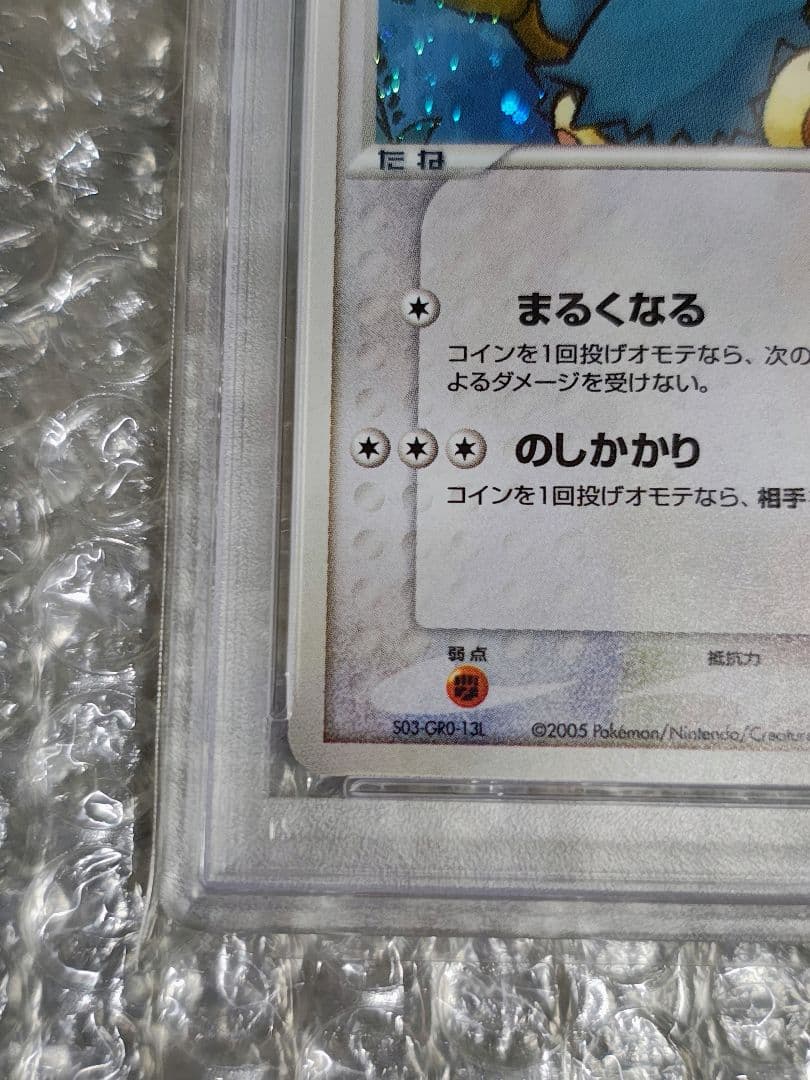 たね
まるくなる
コインを1回投げオモテなら、次の
よるダメージを受けない。
のしかかり
コインを1回投げオモテなら、相手
弱点
抵抗力
S03-GR0-13L
©2005 Pokémon/Nintendo/Creature